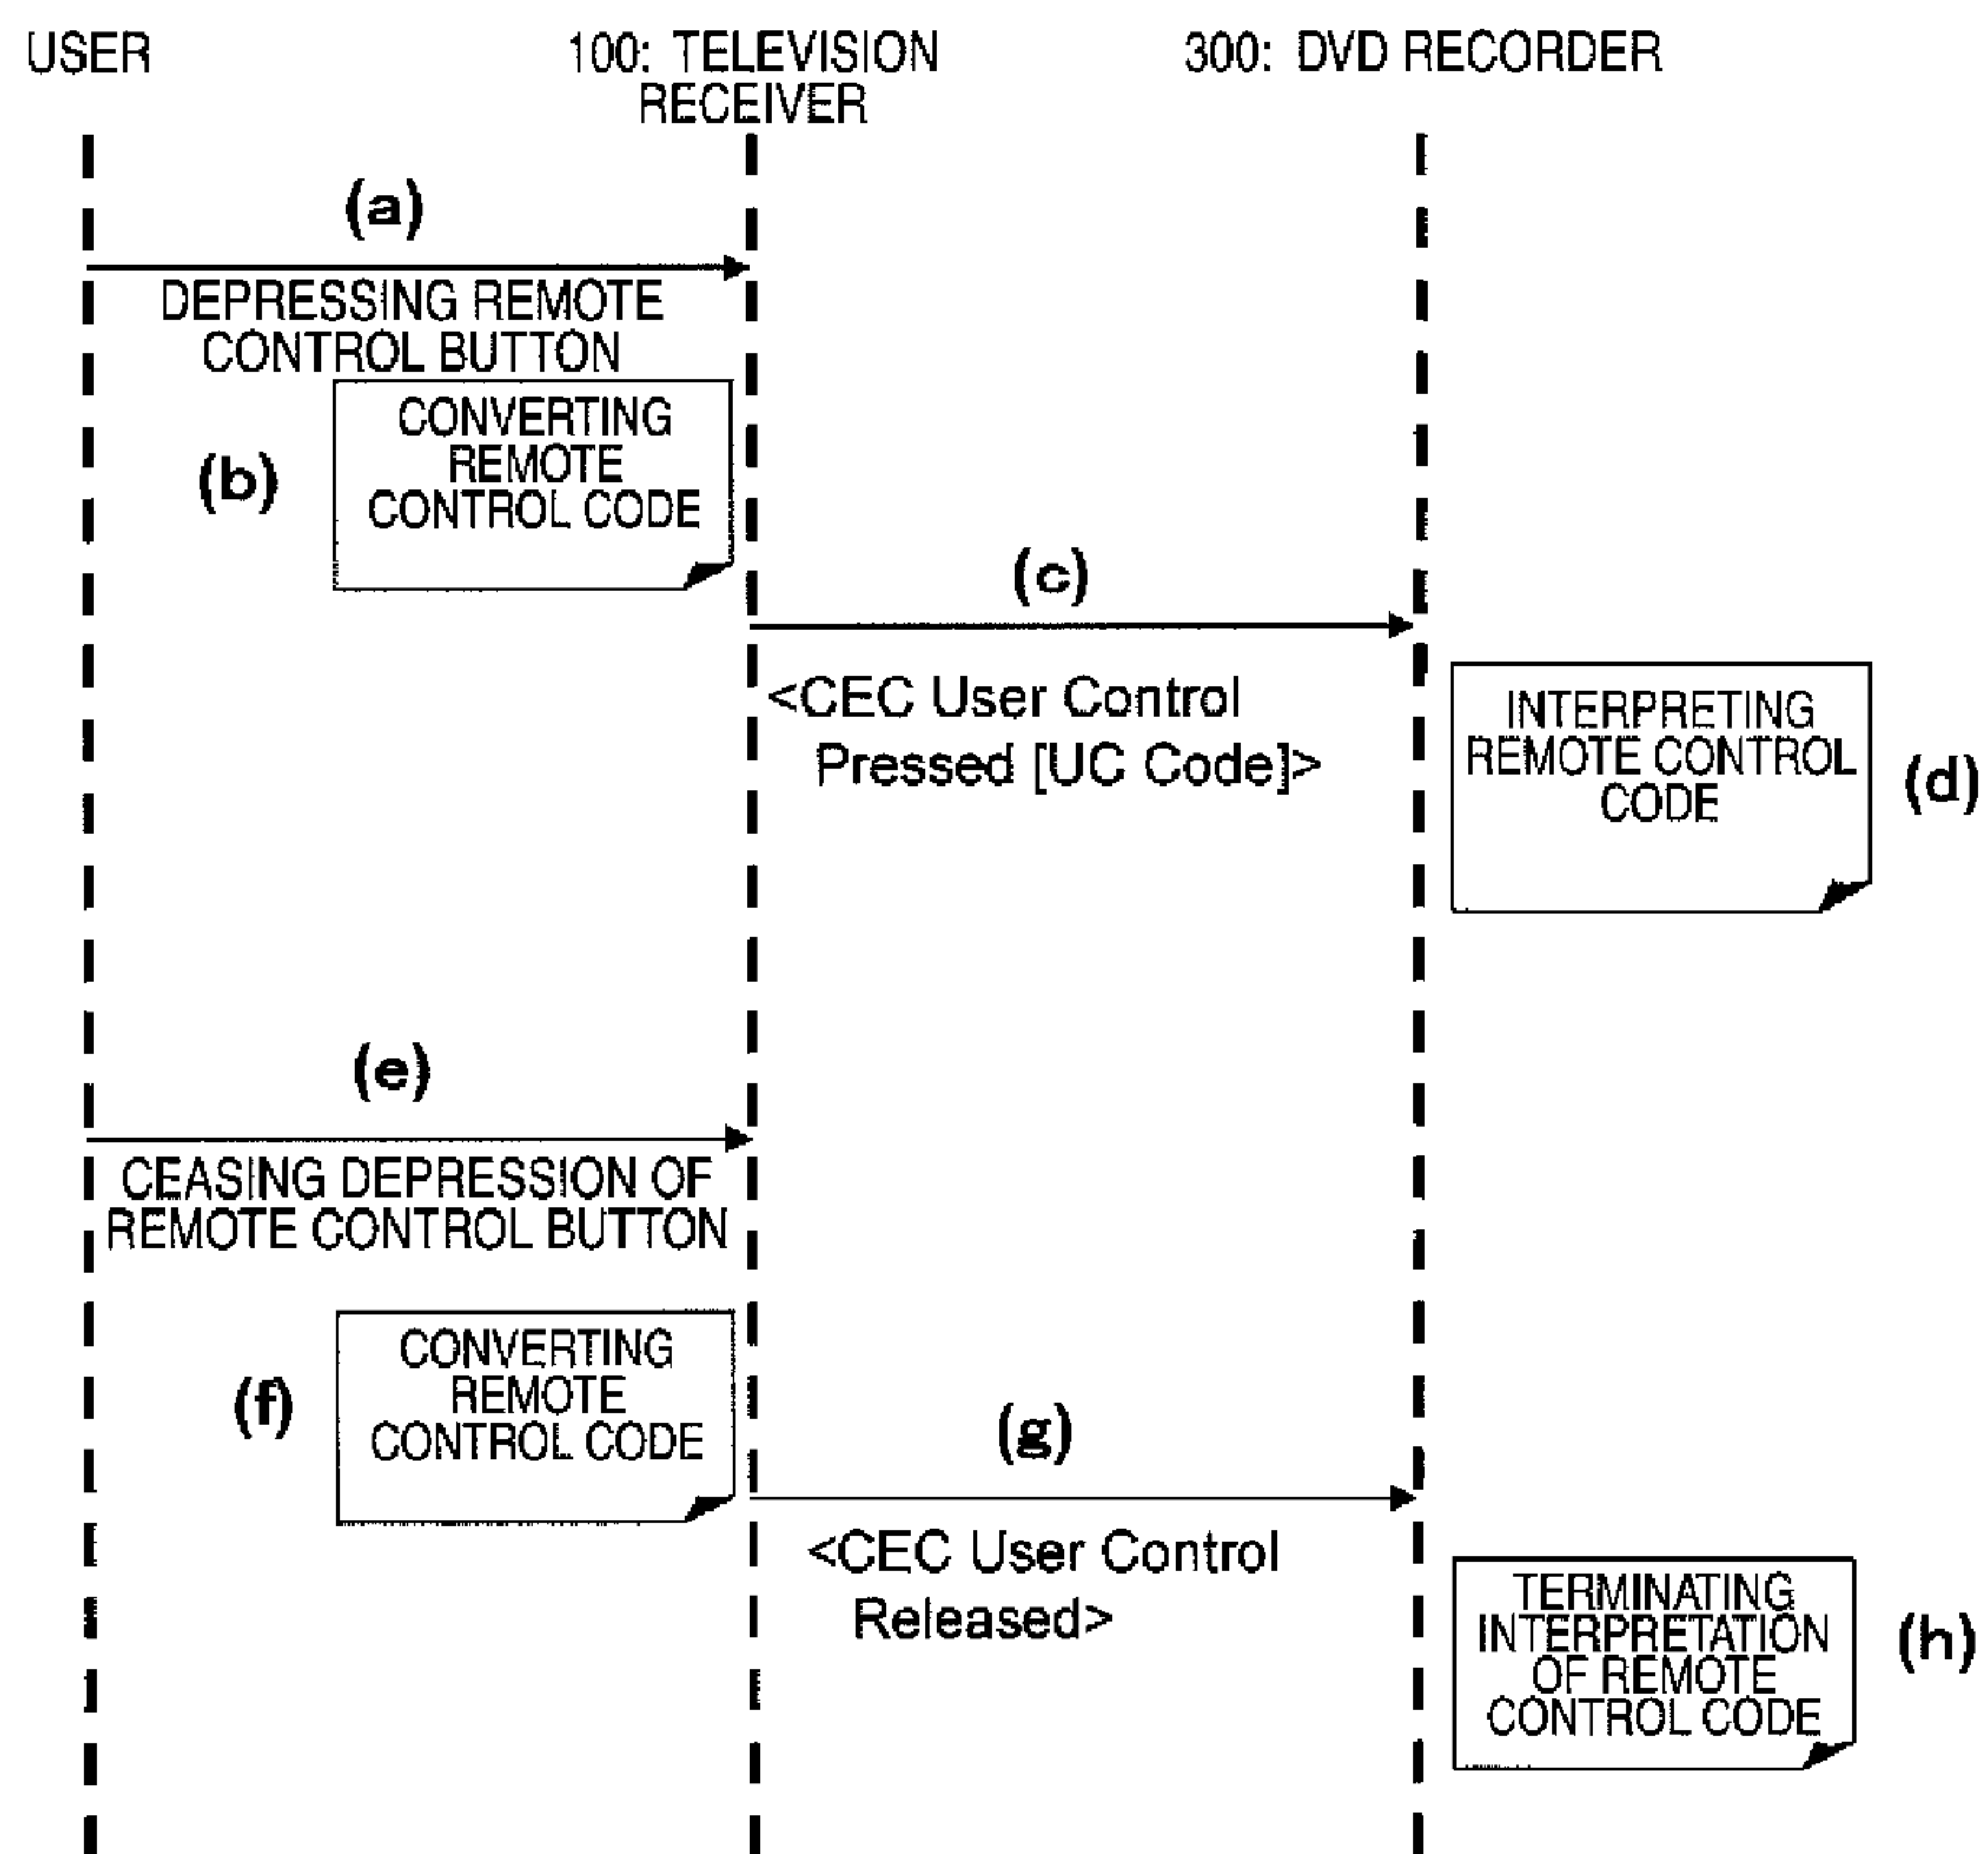 USER
100: TELEVISION
RECEIVER
300: DVD RECORDER
(a)
DEPRESSING REMOTE
CONTROL BUTTON
(b)
CONVERTING
REMOTE
CONTROL CODE
(c)
<CEC User Control
Pressed [UC Code]>
INTERPRETING
REMOTE CONTROL
CODE
(d)
(e)
CEASING DEPRESSION OF
REMOTE CONTROL BUTTON
(f)
CONVERTING
REMOTE
CONTROL CODE
(g)
<CEC User Control
Released>
TERMINATING
INTERPRETATION
OF REMOTE
CONTROL CODE
(h)